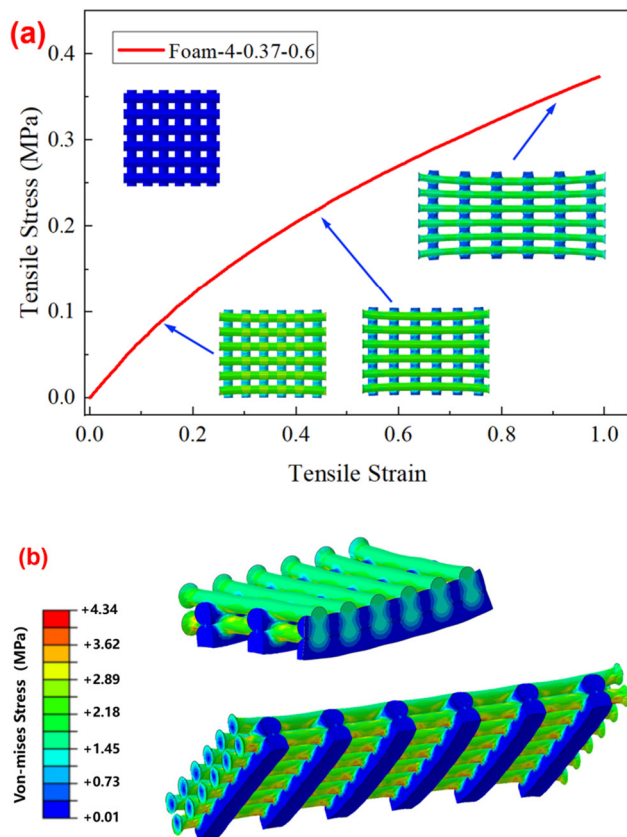 (a)
Foam-4-0.37-0.6
0.4
0.3
0.2
0.1
0.0
Tensile Stress (MPa)
0.0 0.2 0.4 0.6 0.8 1.0
Tensile Strain
(b)
Von-mises Stress (MPa)
+4.34
+3.62
+2.89
+2.18
+1.45
+0.73
+0.01